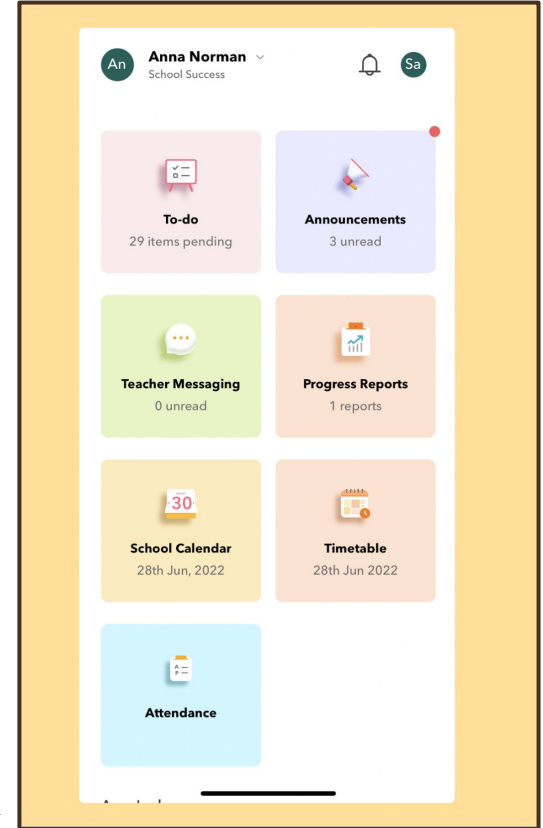 An
Anna Norman
School Success
Sa
To-do
29 items pending
Announcements
3 unread
Teacher Messaging
0 unread
Progress Reports
1 reports
30
School Calendar
28th Jun, 2022
Timetable
28th Jun 2022
A
P
Attendance